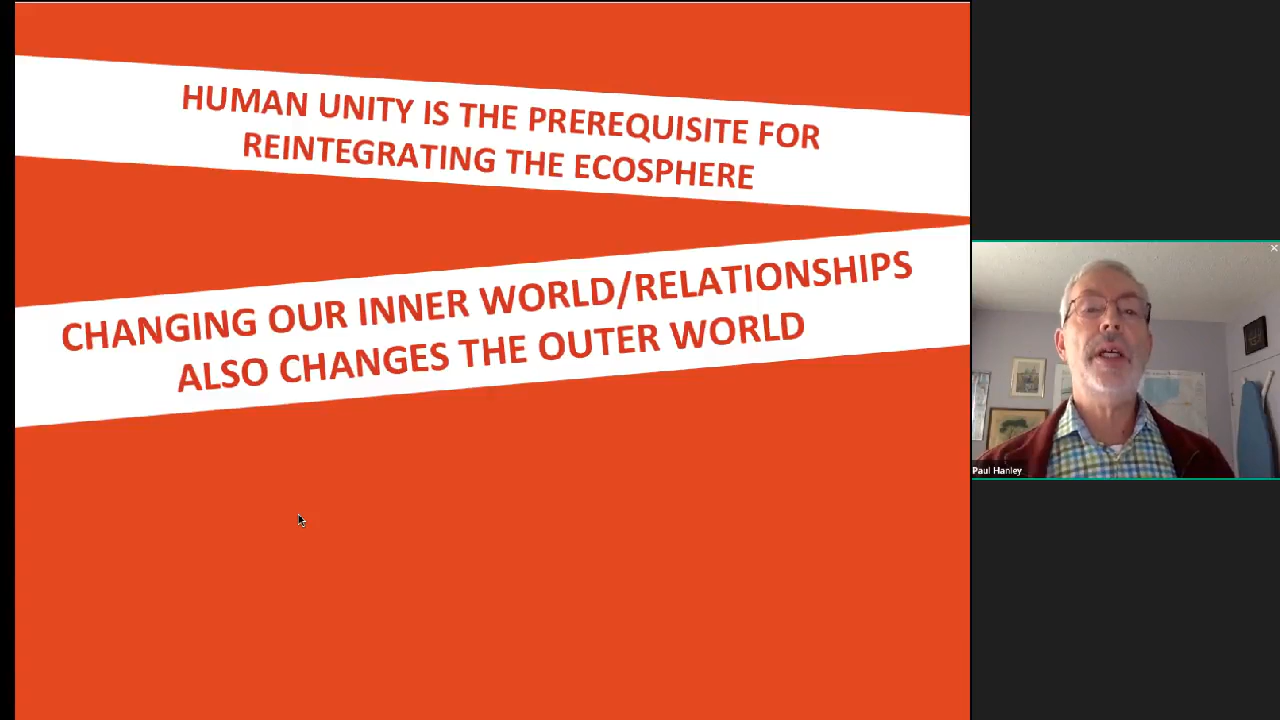 HUMAN UNITY IS THE PREREQUISITE FOR
REINTEGRATING THE ECOSPHERE
CHANGING OUR INNER WORLD/RELATIONSHIPS
ALSO CHANGES THE OUTER WORLD
Paul Hanley